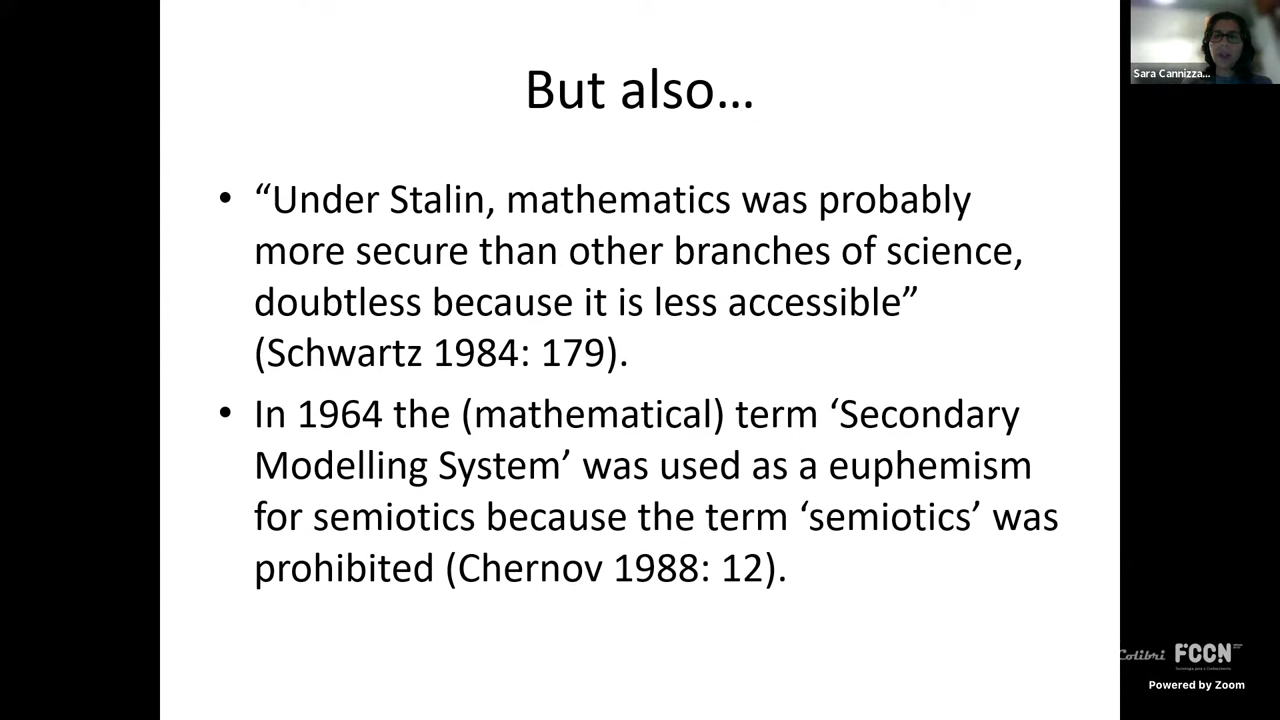 But also...
• “Under Stalin, mathematics was probably
more secure than other branches of science,
doubtless because it is less accessible”
(Schwartz 1984: 179).
• In 1964 the (mathematical) term ‘Secondary
Modelling System’ was used as a euphemism
for semiotics because the term ‘semiotics’ was
prohibited (Chernov 1988: 12).
Sara Cannizza...
Colibri FCCN
Powered by Zoom